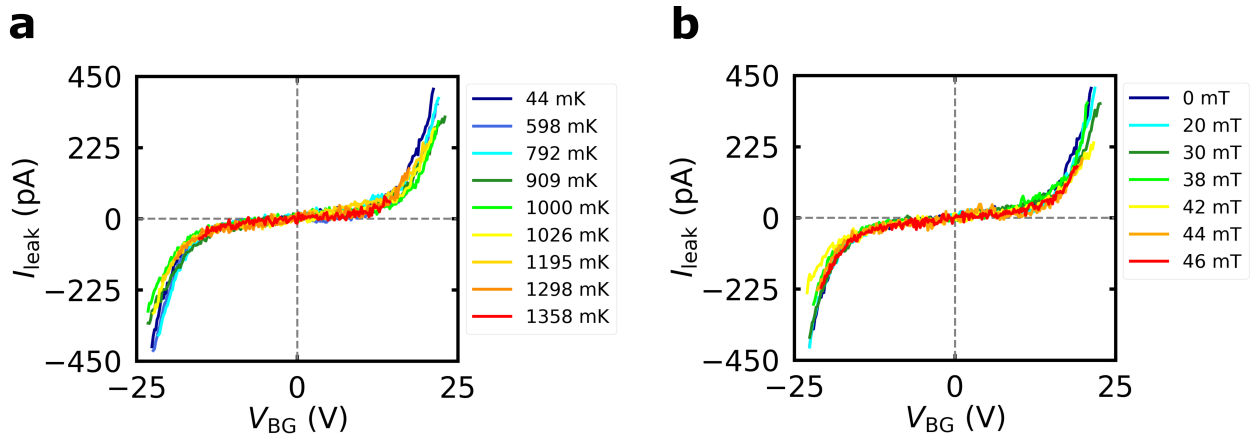 a
450
225
0
−225
−450
−25
0
25
I_leak (pA)
V_BG (V)
44 mK
598 mK
792 mK
909 mK
1000 mK
1026 mK
1195 mK
1298 mK
1358 mK
b
450
225
0
−225
−450
−25
0
25
I_leak (pA)
V_BG (V)
0 mT
20 mT
30 mT
38 mT
42 mT
44 mT
46 mT